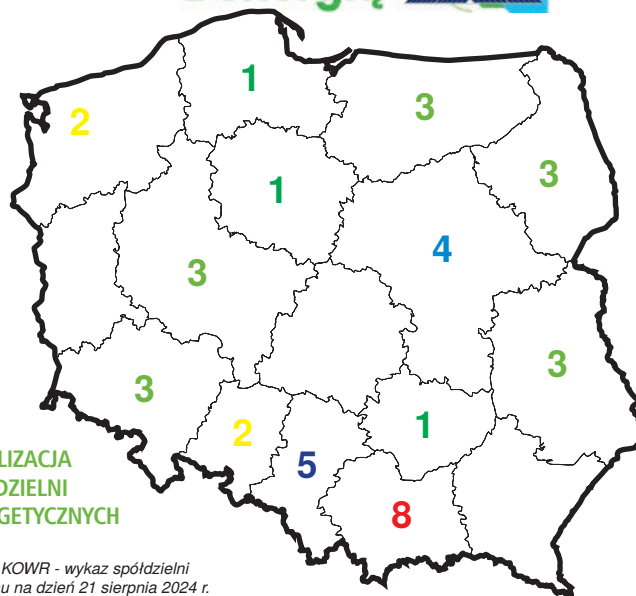 1
3
2
3
1
4
3
3
3
2
1
5
8
LIZACJA
DZIELNI
GETYCZNYCH
KOWR - wykaz spółdzielni
u na dzień 21 sierpnia 2024 r.